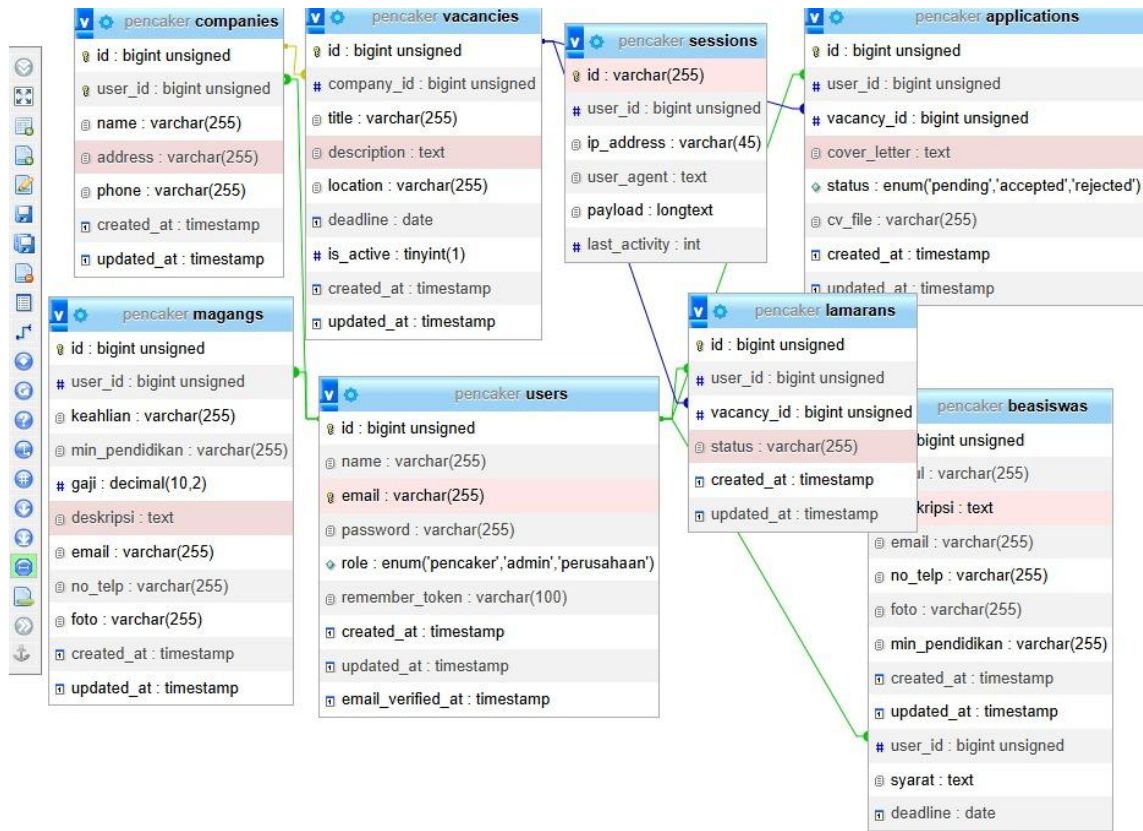 pencaker companies
id : bigint unsigned
user_id : bigint unsigned
name : varchar(255)
address : varchar(255)
phone : varchar(255)
created_at : timestamp
updated_at : timestamp
pencaker vacancies
id : bigint unsigned
# company_id : bigint unsigned
title : varchar(255)
description : text
location : varchar(255)
deadline : date
# is_active : tinyint(1)
created_at : timestamp
updated_at : timestamp
pencaker sessions
id : varchar(255)
# user_id : bigint unsigned
ip_address : varchar(45)
user_agent : text
payload : longtext
# last_activity : int
pencaker applications
id : bigint unsigned
# user_id : bigint unsigned
# vacancy_id : bigint unsigned
cover_letter : text
status : enum('pending','accepted','rejected')
cv_file : varchar(255)
created_at : timestamp
updated_at : timestamp
pencaker magangs
id : bigint unsigned
# user_id : bigint unsigned
keahlian : varchar(255)
min_pendidikan : varchar(255)
# gaji : decimal(10,2)
deskripsi : text
email : varchar(255)
no_telp : varchar(255)
foto : varchar(255)
created_at : timestamp
updated_at : timestamp
pencaker users
id : bigint unsigned
name : varchar(255)
email : varchar(255)
password : varchar(255)
role : enum('pencaker','admin','perusahaan')
remember_token : varchar(100)
created_at : timestamp
updated_at : timestamp
email_verified_at : timestamp
pencaker lamarans
id : bigint unsigned
# user_id : bigint unsigned
# vacancy_id : bigint unsigned
status : varchar(255)
created_at : timestamp
updated_at : timestamp
pencaker beasiswas
bigint unsigned
: varchar(255)
kripsi : text
email : varchar(255)
no_telp : varchar(255)
foto : varchar(255)
min_pendidikan : varchar(255)
created_at : timestamp
updated_at : timestamp
# user_id : bigint unsigned
syarat : text
deadline : date